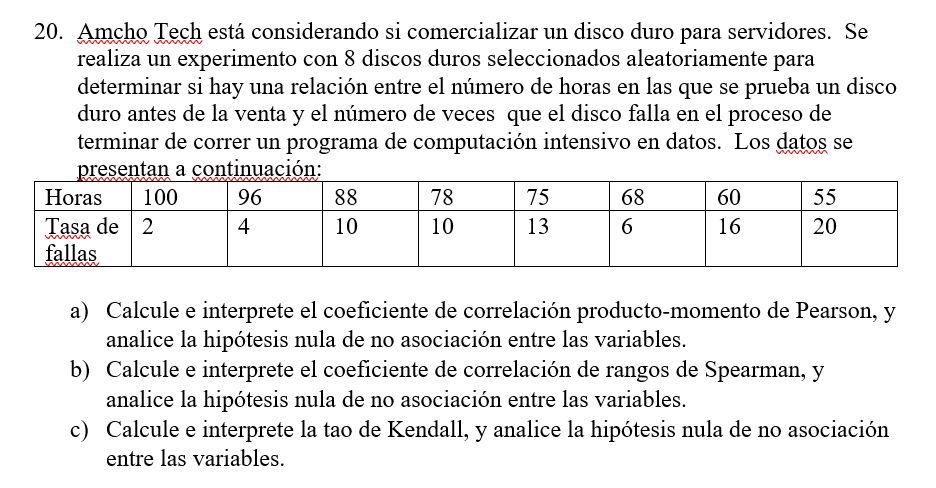 20. Amcho Tech está considerando si comercializar un disco duro para servidores. Se
realiza un experimento con 8 discos duros seleccionados aleatoriamente para
determinar si hay una relación entre el número de horas en las que se prueba un disco
duro antes de la venta y el número de veces que el disco falla en el proceso de
terminar de correr un programa de computación intensivo en datos. Los datos se
presentan a continuación:
Horas 100 96 88 78 75 68 60 55
Tasa de 2 4 10 10 13 6 16 20
fallas
a) Calcule e interprete el coeficiente de correlación producto-momento de Pearson, y
analice la hipótesis nula de no asociación entre las variables.
b) Calcule e interprete el coeficiente de correlación de rangos de Spearman, y
analice la hipótesis nula de no asociación entre las variables.
c) Calcule e interprete la tao de Kendall, y analice la hipótesis nula de no asociación
entre las variables.